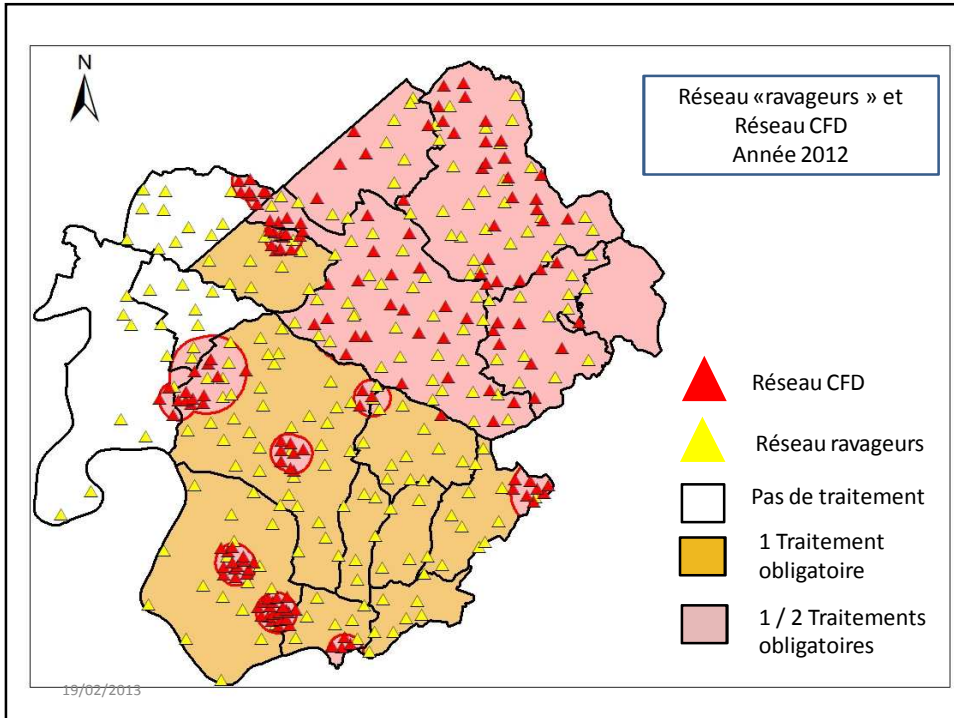 N
Réseau «ravageurs » et
Réseau CFD
Année 2012
Réseau CFD
Réseau ravageurs
Pas de traitement
1 Traitement
obligatoire
1 / 2 Traitements
obligatoires
19/02/2013